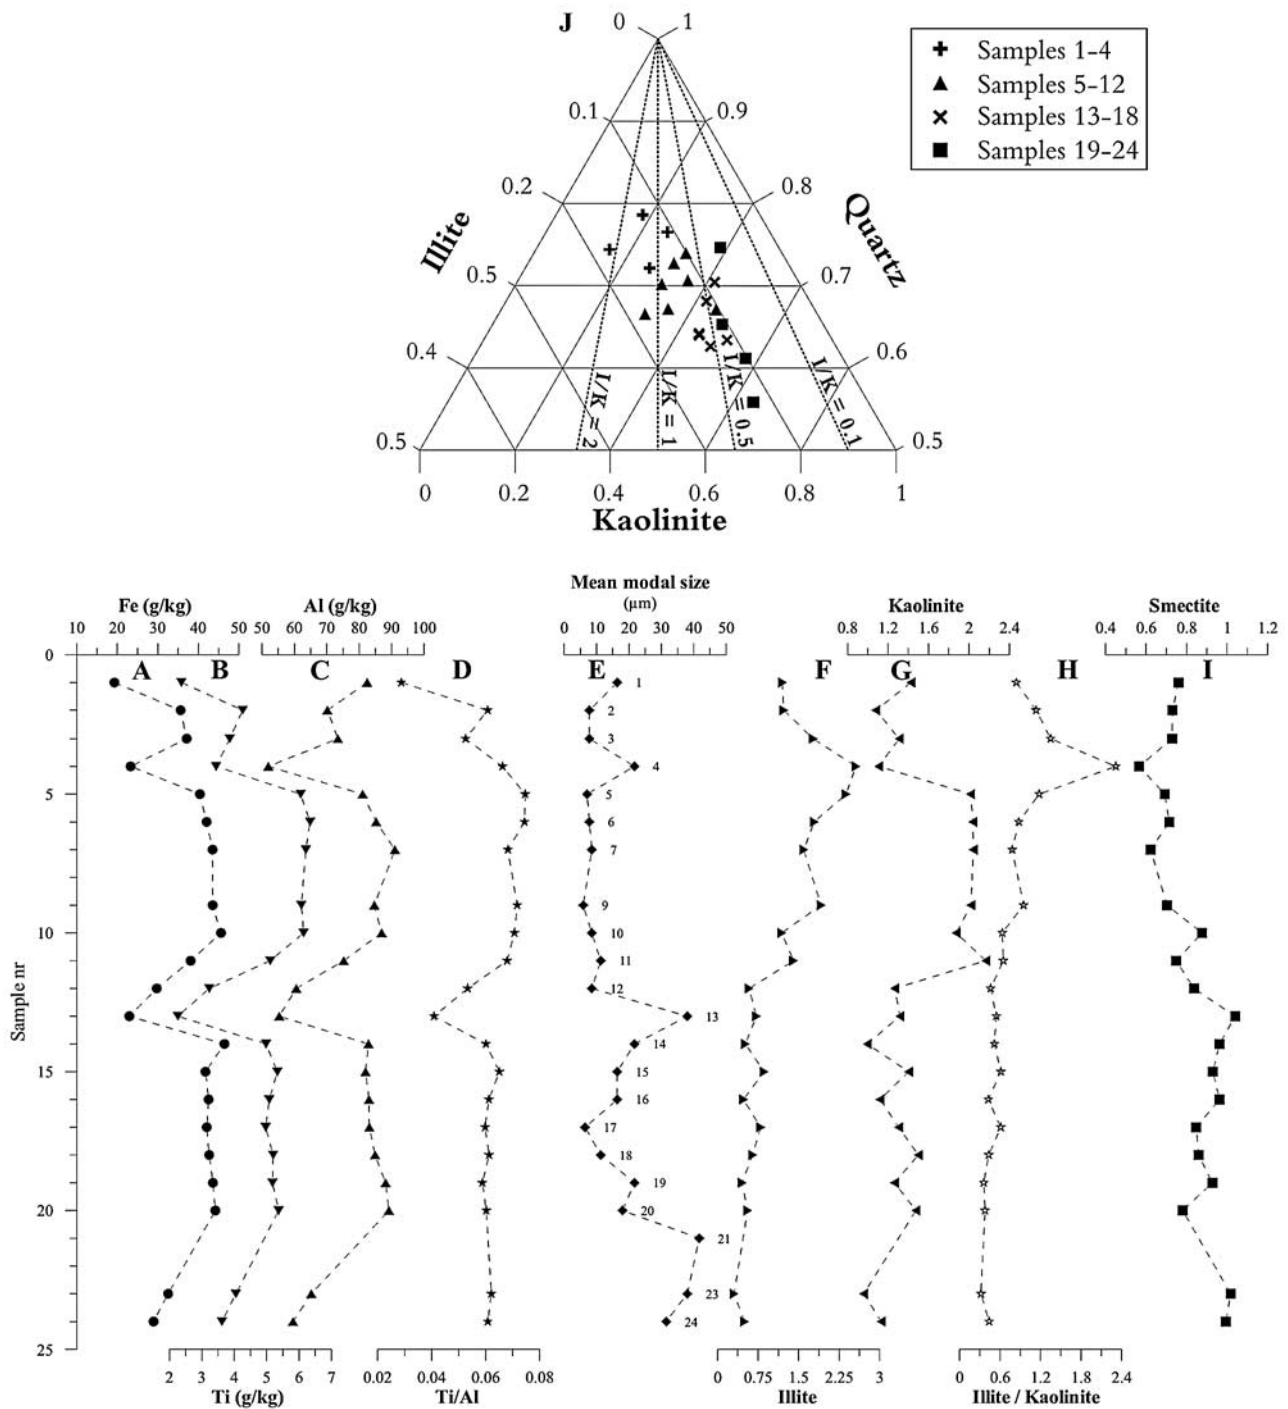 J
0
1
Samples 1-4
Samples 5-12
Samples 13-18
Samples 19-24
0.1
0.9
0.2
0.8
Illite
Quartz
0.5
0.7
0.4
0.6
I/K = 2
I/K = 1
I/K = 0.5
I/K = 0.1
0.5
0.5
0 0.2 0.4 0.6 0.8 1
Kaolinite
Mean modal size
Fe (g/kg) Al (g/kg) (µm) Kaolinite Smectite
10 20 30 40 50 60 70 80 90 100 0 10 20 30 40 50 0.8 1.2 1.6 2 2.4 0.4 0.6 0.8 1 1.2
0
A B C D E F G H I
1
2
3
4
5
5
6
7
9
10
10
11
12
Sample nr
13
14
15
15
16
17
18
19
20
20
21
23
24
25
2 3 4 5 6 7 0.02 0.04 0.06 0.08 0 0.75 1.5 2.25 3 0 0.6 1.2 1.8 2.4
Ti (g/kg) Ti/Al Illite Illite / Kaolinite